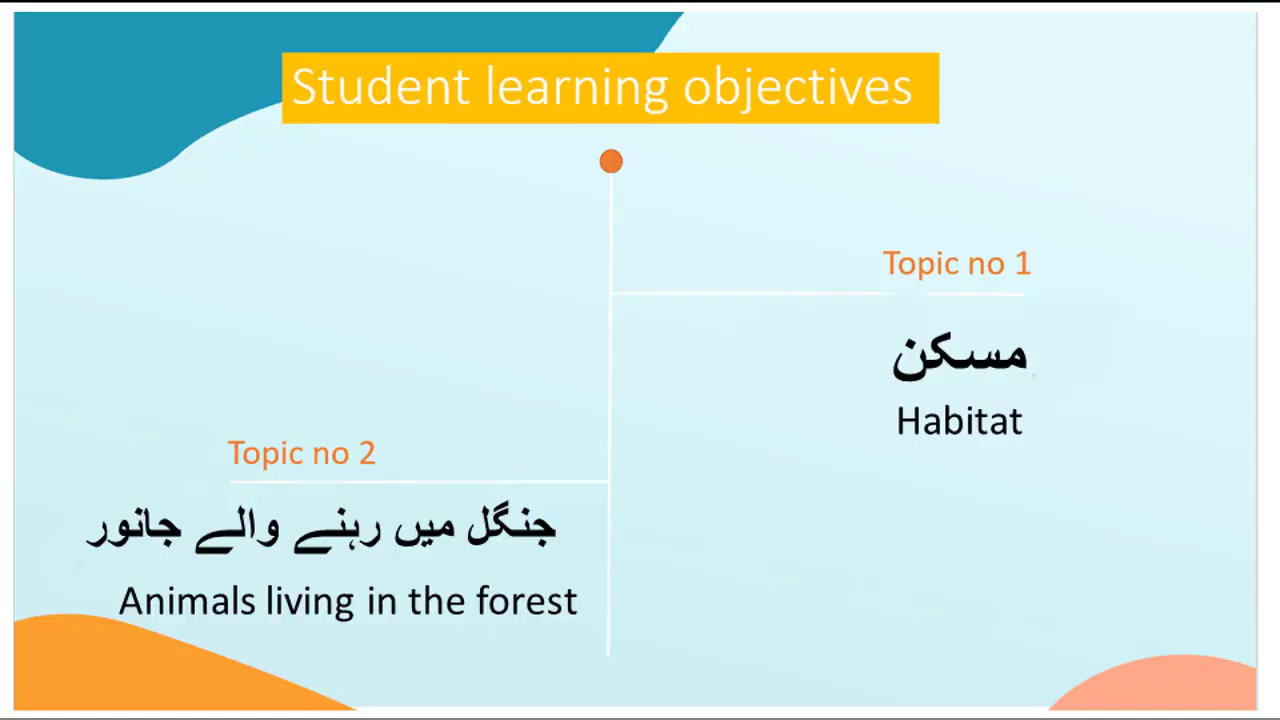 Student learning objectives
Topic no 1
مسکن
Habitat
Topic no 2
جنگل میں رہنے والے جانور
Animals living in the forest